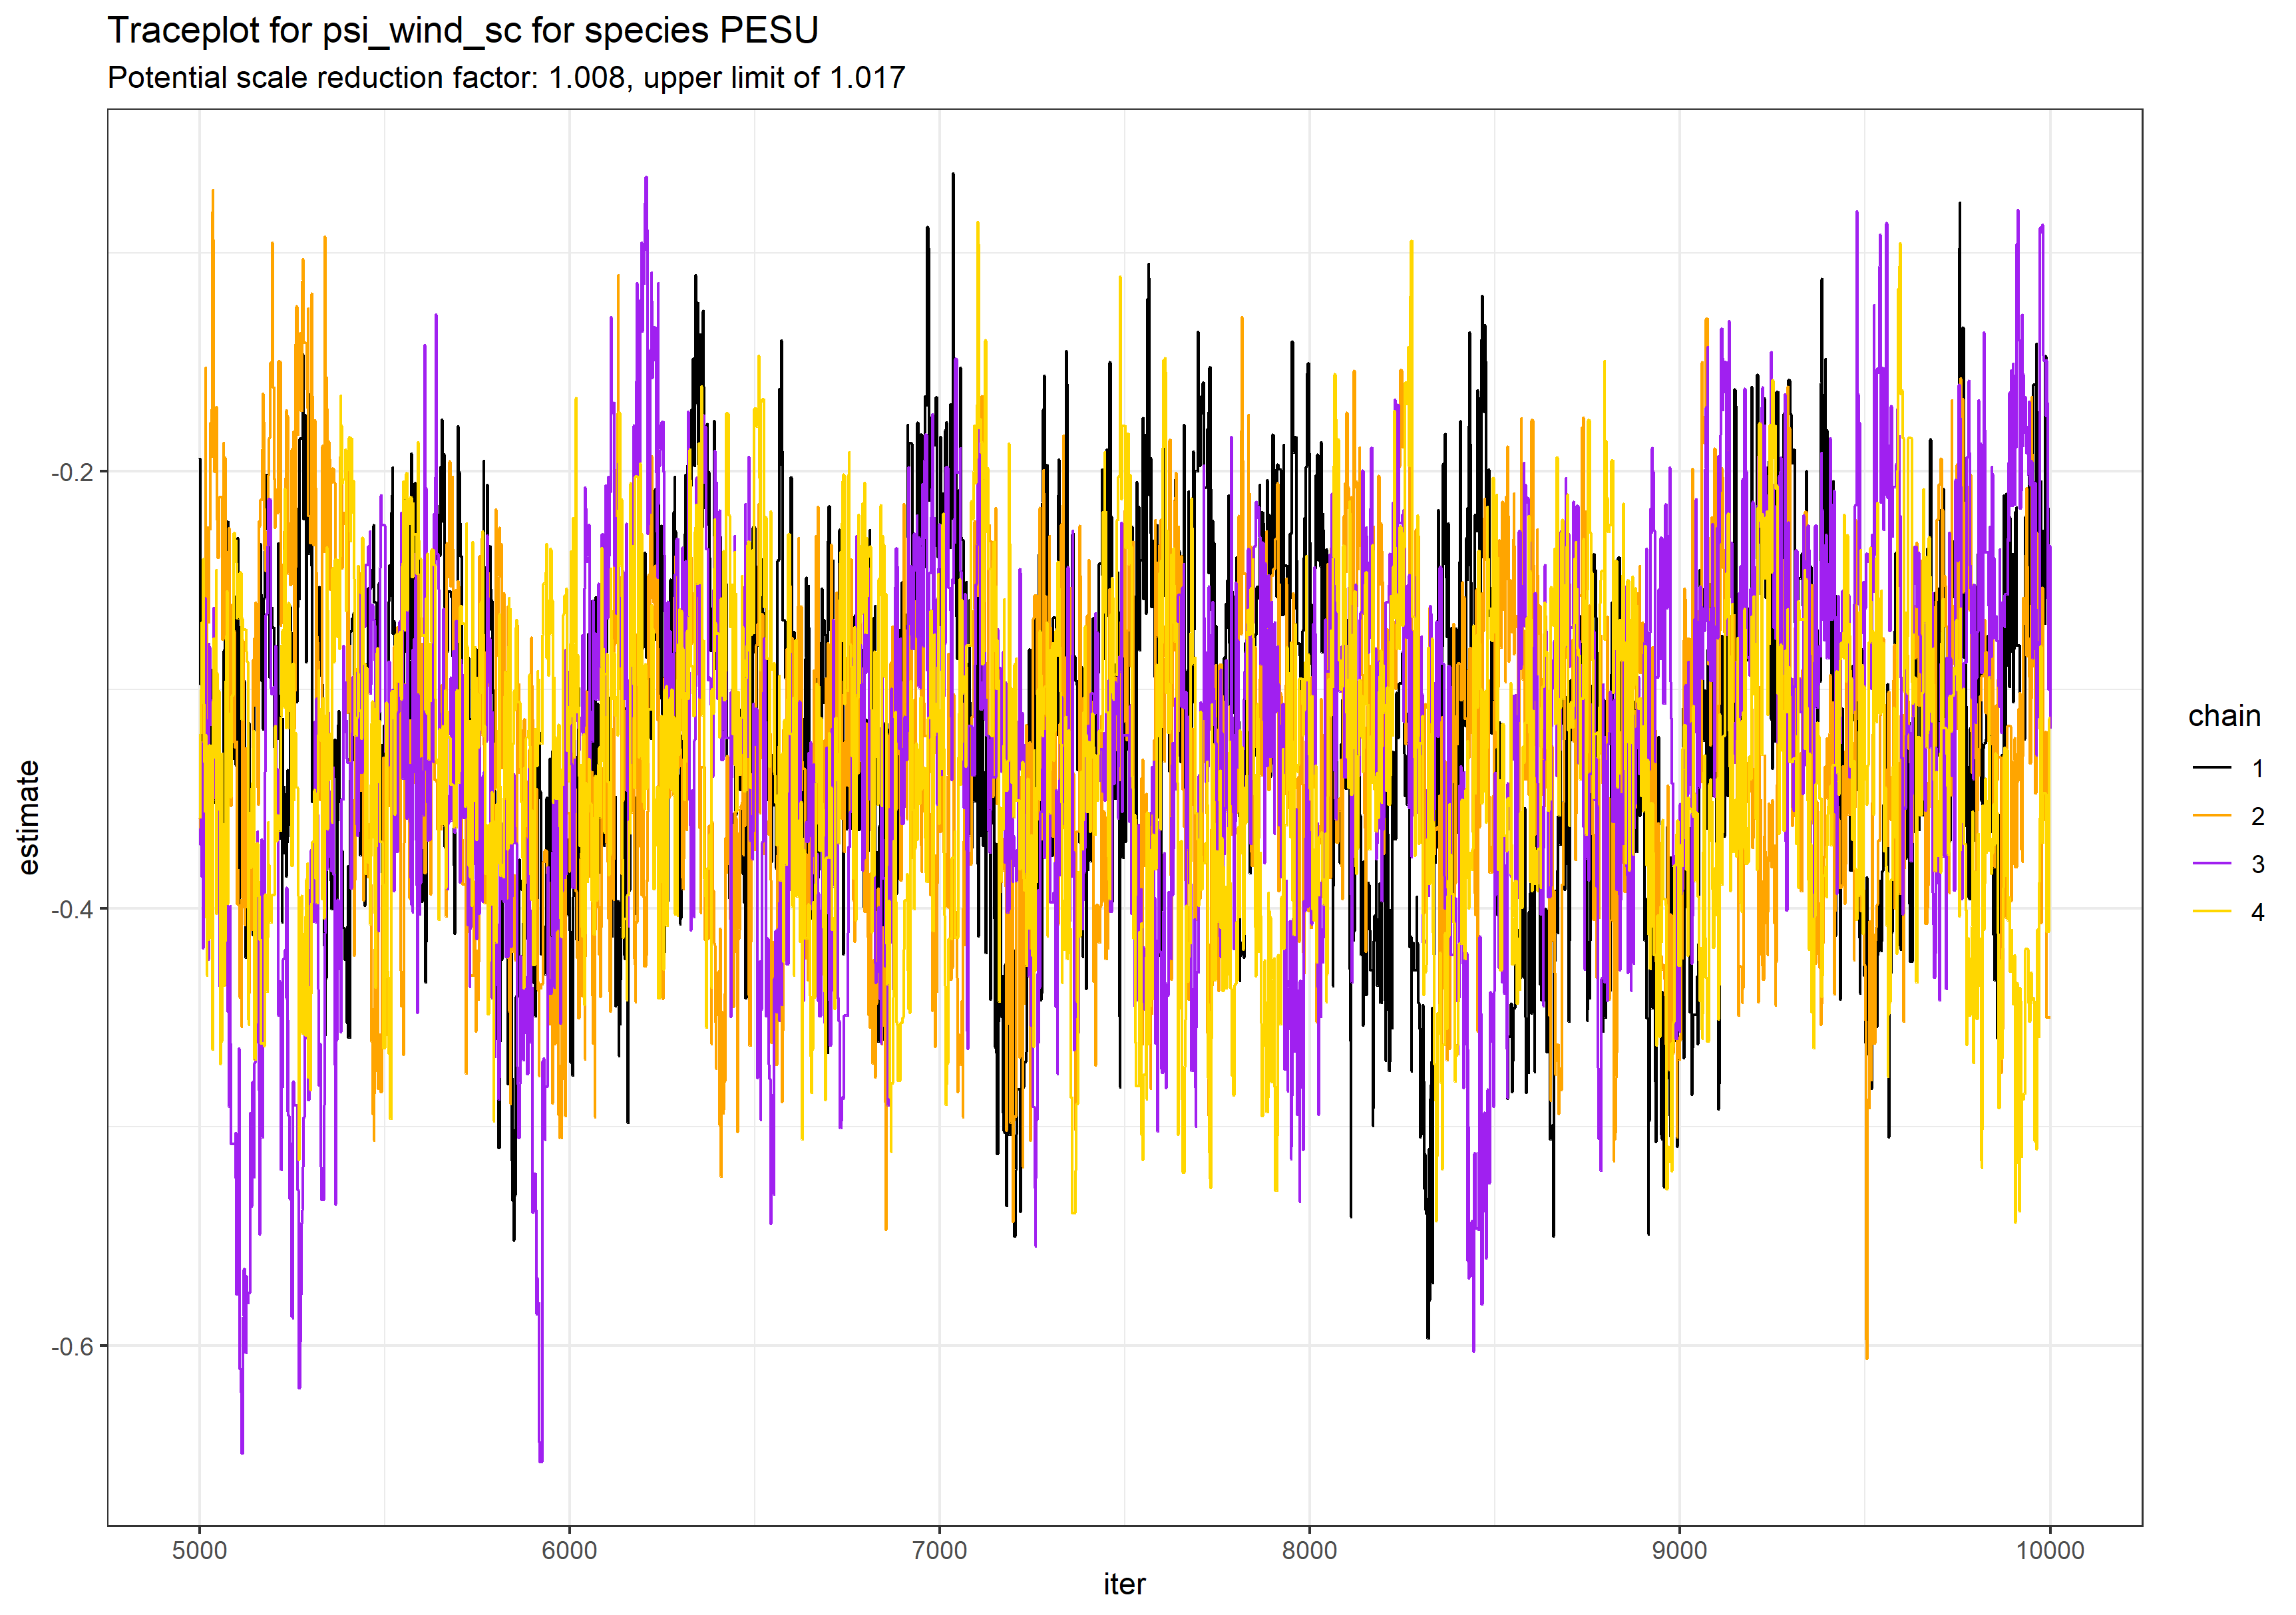 Traceplot for psi_wind_sc for species PESU
Potential scale reduction factor: 1.008, upper limit of 1.017
estimate
-0.2
-0.4
-0.6
5000 6000 7000 8000 9000 10000
iter
chain
1
2
3
4